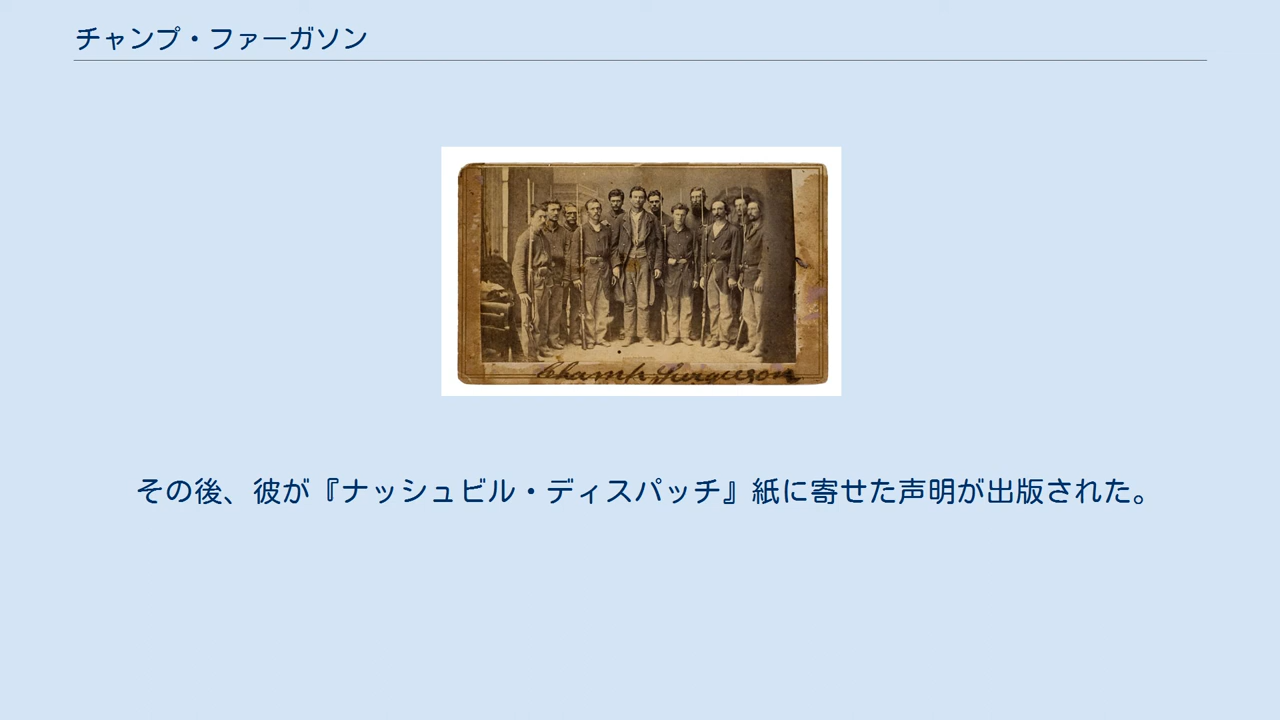 チャンプ・ファーガソン
Champ Ferguson
その後、彼が『ナッシュビル・ディスパッチ』紙に寄せた声明が出版された。